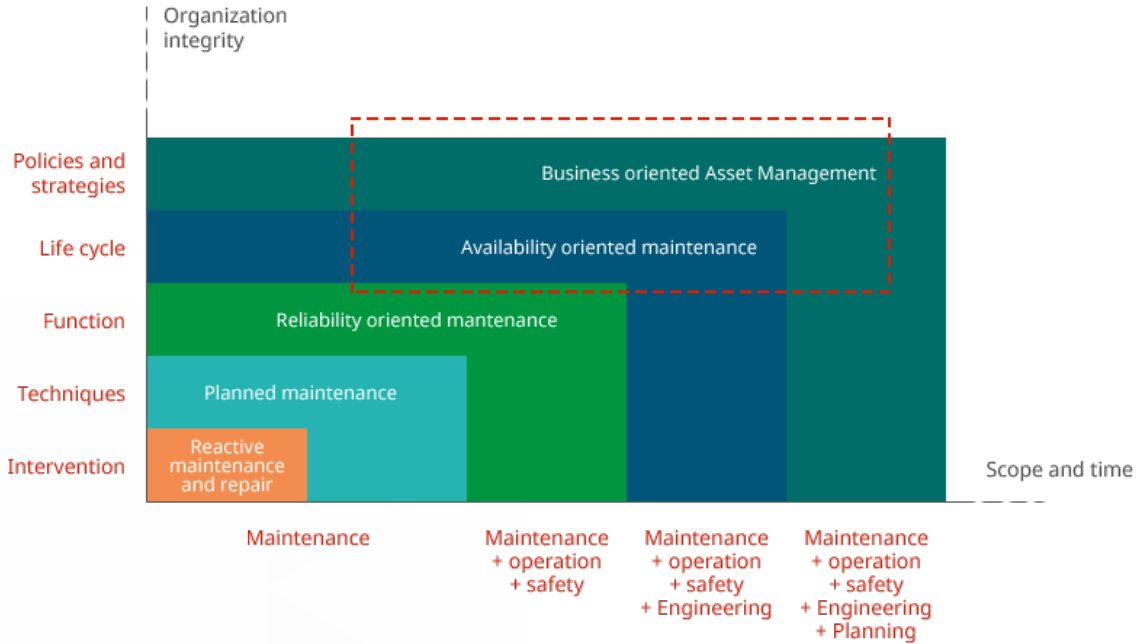 Organization
integrity
Policies and
strategies
Business oriented Asset Management
Life cycle
Availability oriented maintenance
Function
Reliability oriented mantenance
Techniques
Planned maintenance
Intervention
Reactive
maintenance
and repair
Scope and time
Maintenance
Maintenance
+ operation
+ safety
Maintenance
+ operation
+ safety
+ Engineering
Maintenance
+ operation
+ safety
+ Engineering
+ Planning